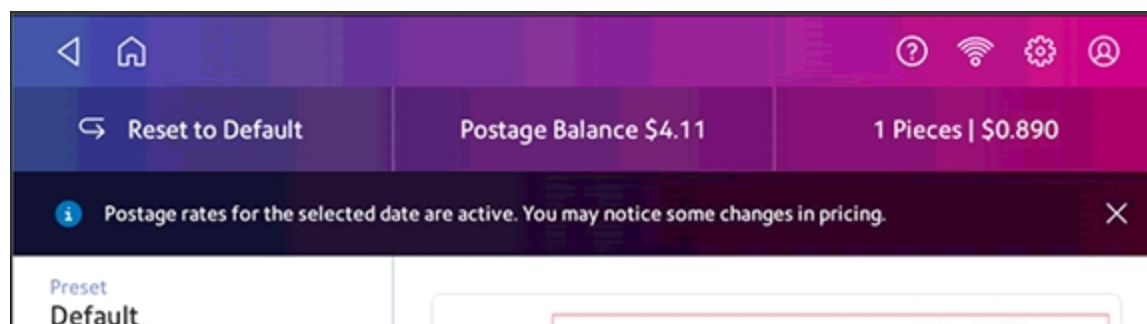 Reset to Default
Postage Balance $4.11
1 Pieces | $0.890
Postage rates for the selected date are active. You may notice some changes in pricing.
Preset
Default